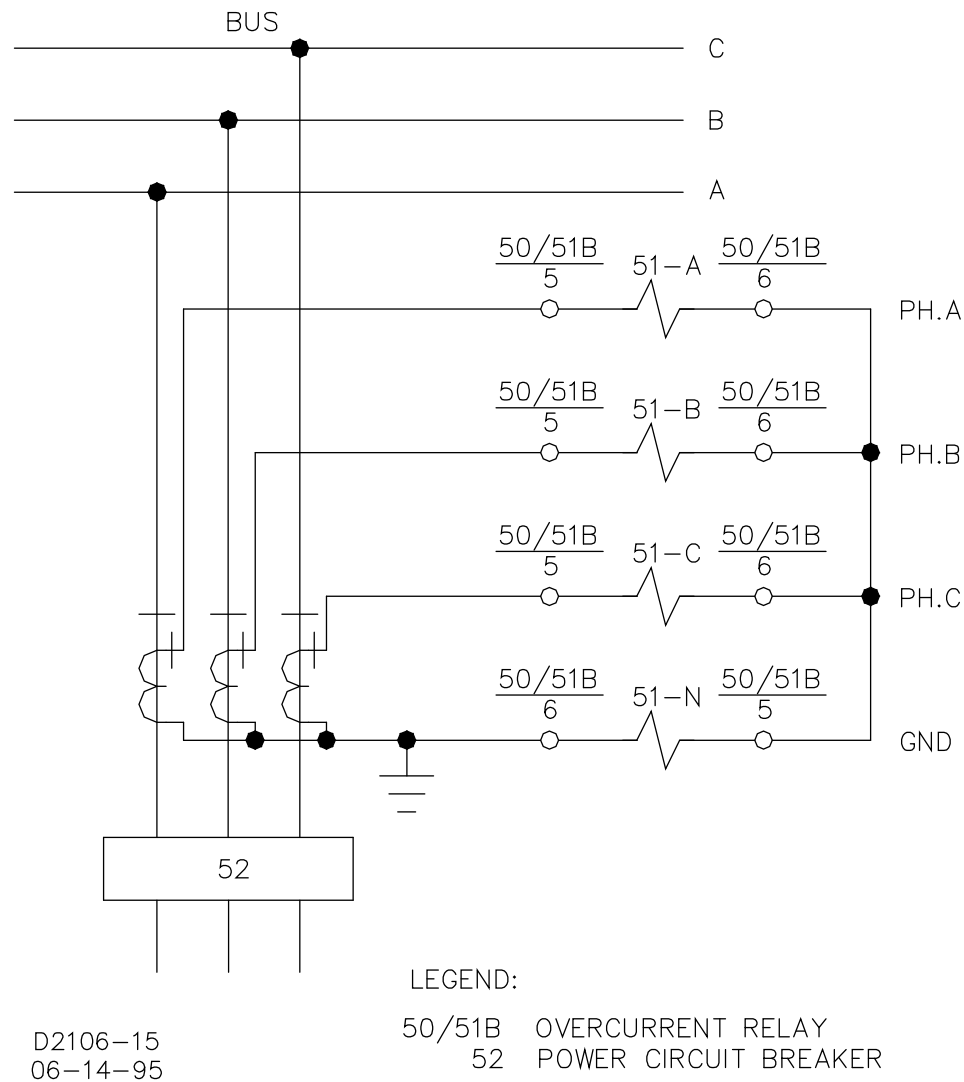 BUS
C
B
A
50/51B
5
51-A
50/51B
6
PH.A
50/51B
5
51-B
50/51B
6
PH.B
50/51B
5
51-C
50/51B
6
PH.C
50/51B
6
51-N
50/51B
5
GND
52
LEGEND:
50/51B OVERCURRENT RELAY
52 POWER CIRCUIT BREAKER
D2106-15
06-14-95